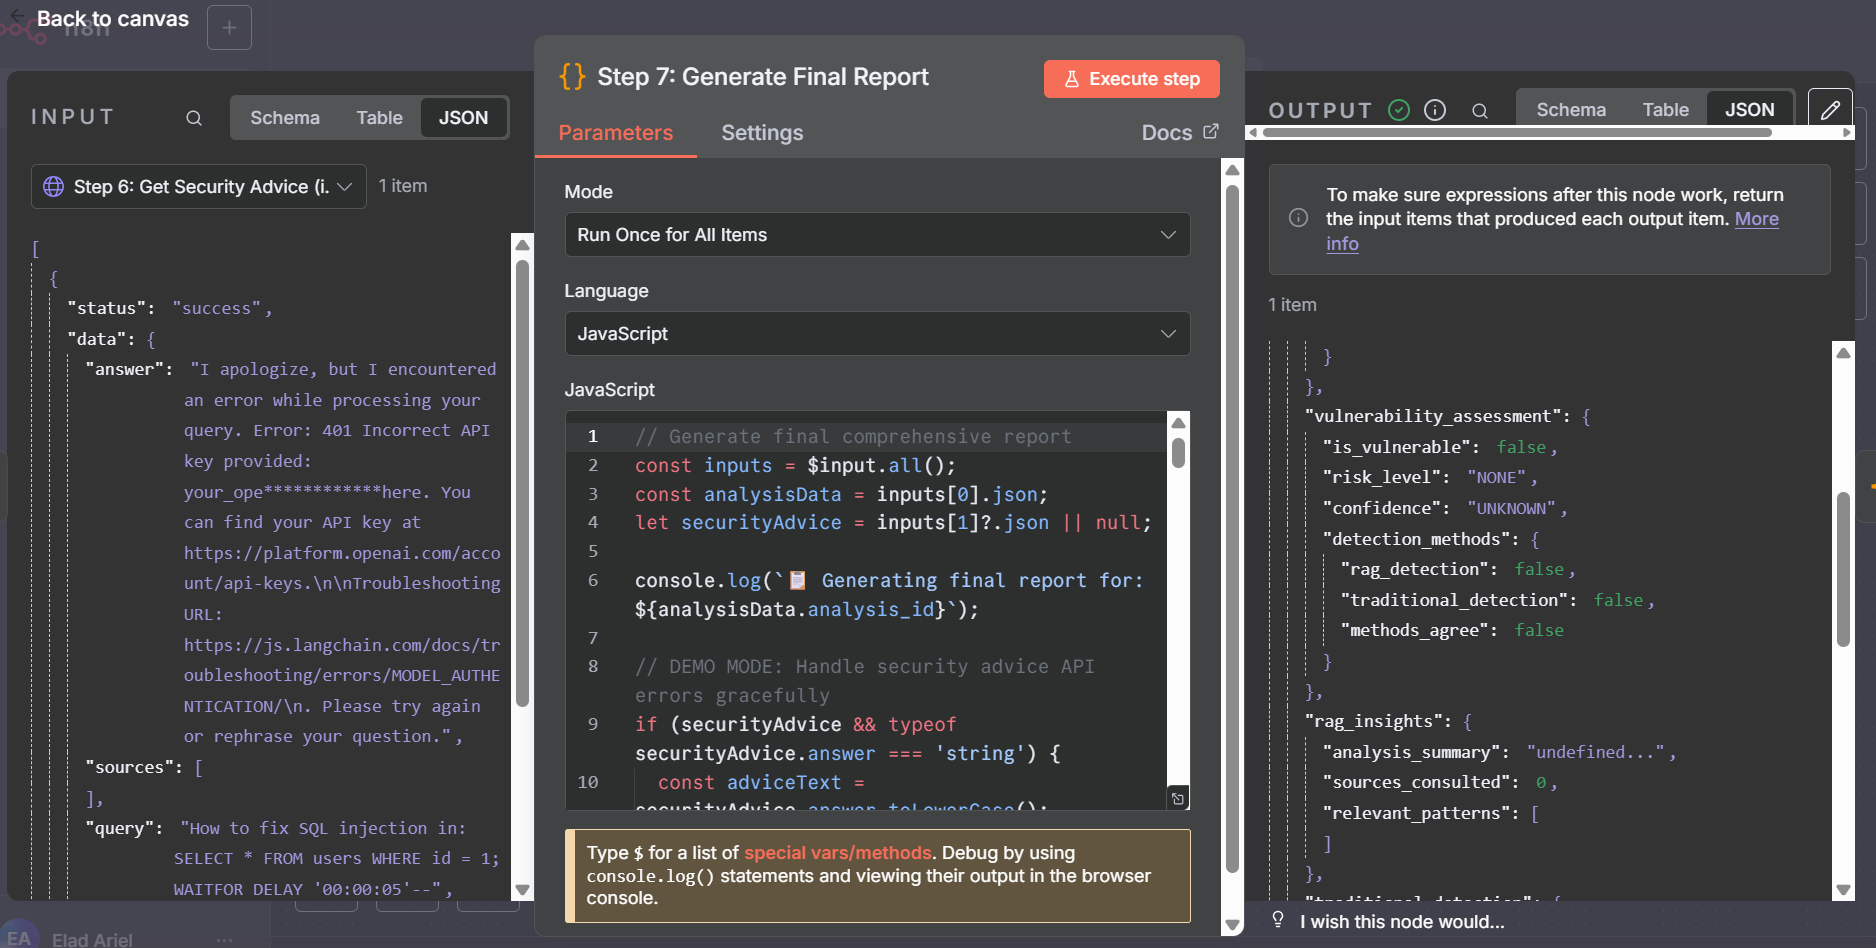 Back to canvas
n8n
INPUT
Schema
Table
JSON
Step 6: Get Security Advice (i.
1 item
[
{
"status": "success",
"data": {
"answer": "I apologize, but I encountered
an error while processing your
query. Error: 401 Incorrect API
key provided:
your_ope************here. You
can find your API key at
https://platform.openai.com/acco
unt/api-keys.\n\nTroubleshooting
URL:
https://js.langchain.com/docs/tr
oubleshooting/errors/MODEL_AUTHE
NTICATION/\n. Please try again
or rephrase your question.",
"sources": [
],
"query": "How to fix SQL injection in:
SELECT * FROM users WHERE id = 1;
WAITFOR DELAY '00:00:05'--",
EA
Elad Ariel
...
{} Step 7: Generate Final Report
Execute step
Parameters
Settings
Docs
Mode
Run Once for All Items
Language
JavaScript
JavaScript
1 // Generate final comprehensive report
2 const inputs = $input.all();
3 const analysisData = inputs[0].json;
4 let securityAdvice = inputs[1]?.json || null;
5
6 console.log(`📋 Generating final report for:
${analysisData.analysis_id}`);
7
8 // DEMO MODE: Handle security advice API
errors gracefully
9 if (securityAdvice && typeof
securityAdvice.answer === 'string') {
10 const adviceText =
securityAdvice.answer.toLowerCase();
Type $ for a list of special vars/methods. Debug by using
console.log() statements and viewing their output in the browser
console.
OUTPUT
Schema
Table
JSON
To make sure expressions after this node work, return
the input items that produced each output item. More
info
1 item
}
},
"vulnerability_assessment": {
"is_vulnerable": false,
"risk_level": "NONE",
"confidence": "UNKNOWN",
"detection_methods": {
"rag_detection": false,
"traditional_detection": false,
"methods_agree": false
}
},
"rag_insights": {
"analysis_summary": "undefined...",
"sources_consulted": 0,
"relevant_patterns": [
]
},
"traditional_detection": {
I wish this node would...